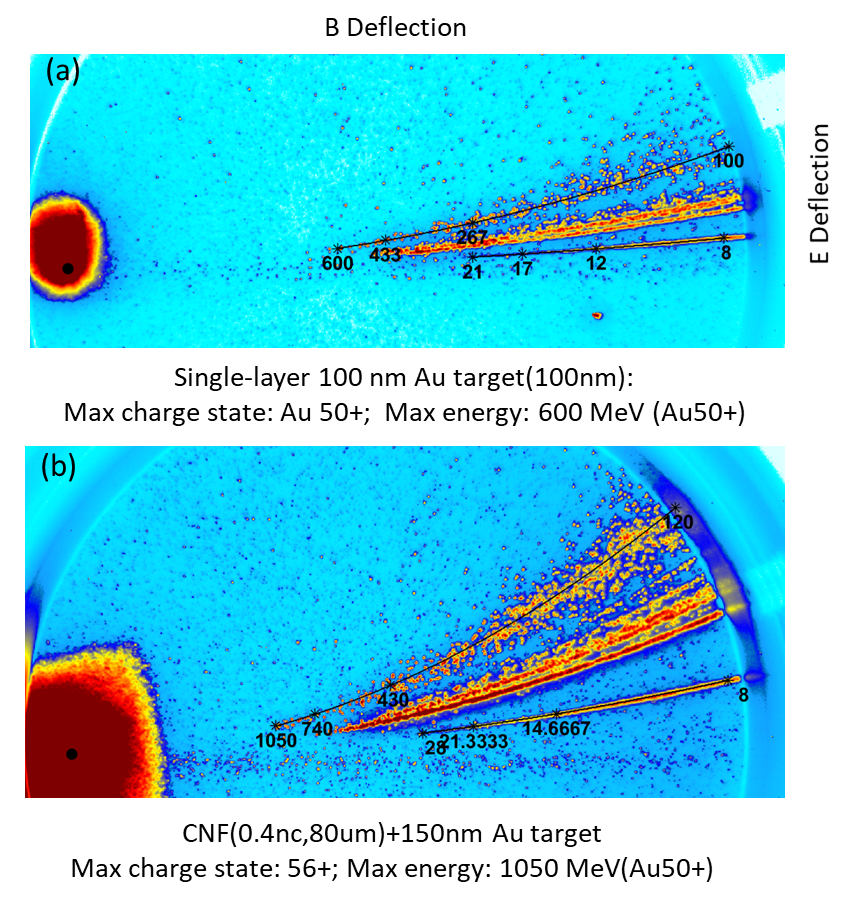 B Deflection
(a)
E Deflection
100
267
433
600
21
17
12
8
Single-layer 100 nm Au target(100nm):
Max charge state: Au 50+; Max energy: 600 MeV (Au50+)
(b)
120
430
740
1050
28
21.3333
14.6667
8
CNF(0.4nc,80um)+150nm Au target
Max charge state: 56+; Max energy: 1050 MeV(Au50+)